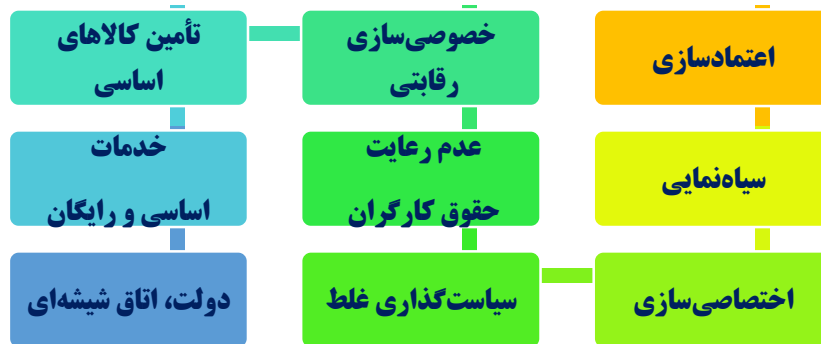 اعتمادسازی
سیاه‌نمایی
اختصاصی‌سازی
سیاست‌گذاری غلط
عدم رعایت
حقوق کارگران
خصوصی‌سازی
رقابتی
تأمین کالاهای
اساسی
خدمات
اساسی و رایگان
دولت، اتاق شیشه‌ای